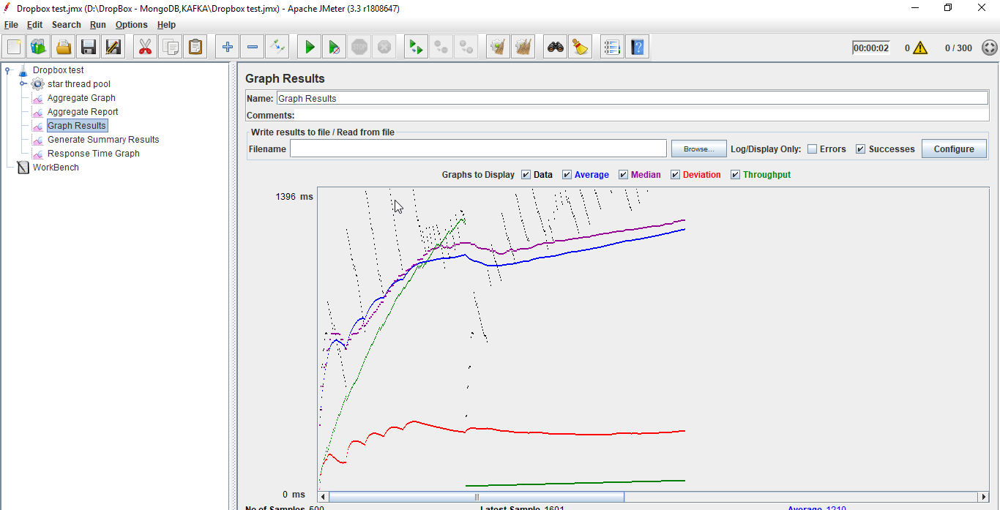 Dropbox test.jmx (D:\DropBox - MongoDB,KAFKA\Dropbox test.jmx) - Apache JMeter (3.3 r1808647)
File Edit Search Run Options Help
STOP 00:00:02 0 0 / 300
Dropbox test
star thread pool
Aggregate Graph
Aggregate Report
Graph Results
Generate Summary Results
Response Time Graph
WorkBench
Graph Results
Name: Graph Results
Comments:
Write results to file / Read from file
Filename Browse... Log/Display Only: Errors Successes Configure
Graphs to Display Data Average Median Deviation Throughput
1396 ms
0 ms
No of Samples 500 Latest Sample 1601 Average 1210